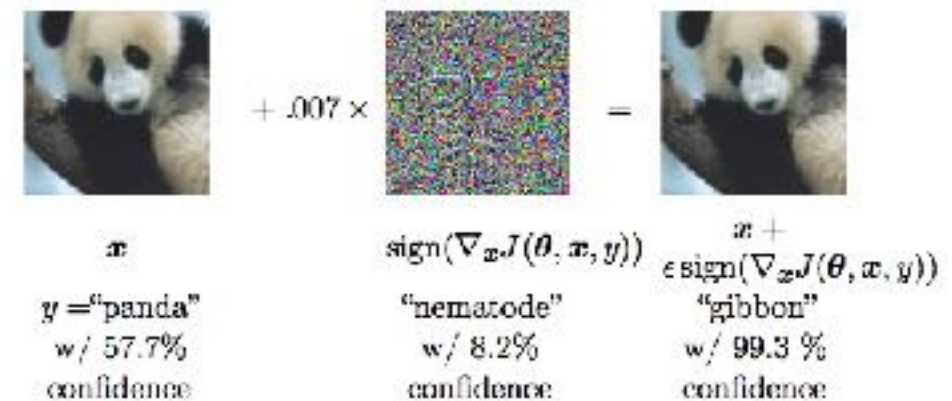 + .007 ×
=
x
sign(∇ₓJ(θ, x, y))
x +
ϵ sign(∇ₓJ(θ, x, y))
y =“panda”
“nematode”
“gibbon”
w/ 57.7%
w/ 8.2%
w/ 99.3 %
confidence
confidence
confidence